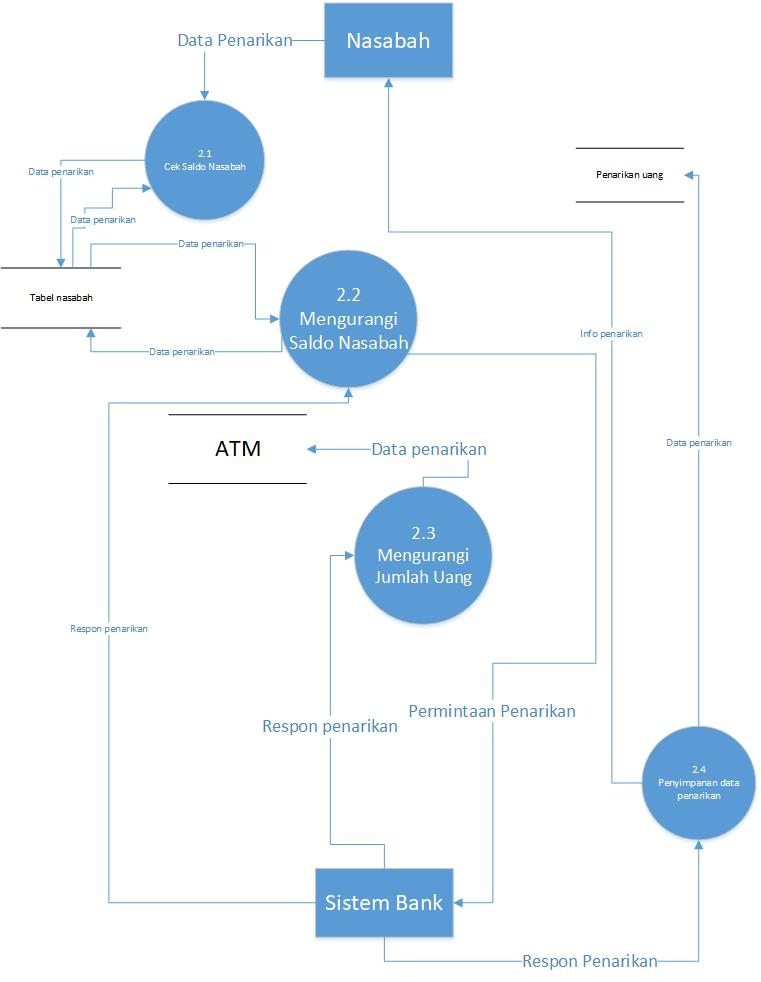 Data Penarikan
Nasabah
2.1
Cek Saldo Nasabah
Data penarikan
Penarikan uang
Data penarikan
Data penarikan
Tabel nasabah
2.2
Mengurangi
Saldo Nasabah
Info penarikan
Data penarikan
Data penarikan
ATM
Data penarikan
2.3
Mengurangi
Jumlah Uang
Respon penarikan
Permintaan Penarikan
Respon penarikan
2.4
Penyimpanan data
penarikan
Sistem Bank
Respon Penarikan